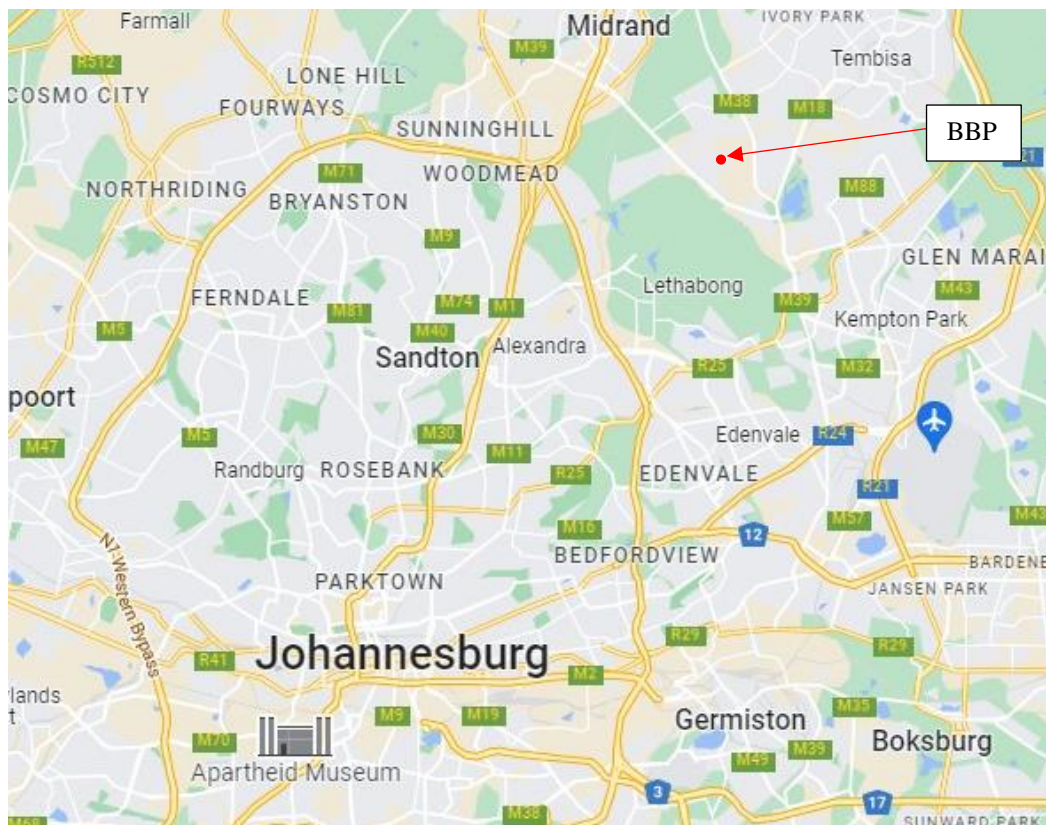 Farmall
Midrand
IVORY PARK
M39
Tembisa
R512
LONE HILL
COSMO CITY
FOURWAYS
M38
M18
SUNNINGHILL
BBP
WOODMEAD
21
M71
NORTHRIDING
BRYANSTON
M88
M9
GLEN MARAI
Lethabong
M43
FERNDALE
M81
M74
M1
M39
M5
M40
Kempton Park
Sandton
Alexandra
R25
M32
poort
M47
M5
M30
M11
Edenvale
R24
Randburg
ROSEBANK
R25
EDENVALE
R21
M16
M57
M43
12
N1-Western Bypass
BEDFORDVIEW
BARDENE
PARKTOWN
JANSEN PARK
R29
R29
Johannesburg
R41
M2
lands
t
M9
M19
M35
Germiston
M70
M39
Boksburg
M49
Apartheid Museum
3
17
M38
M68
SUNWARD PARK